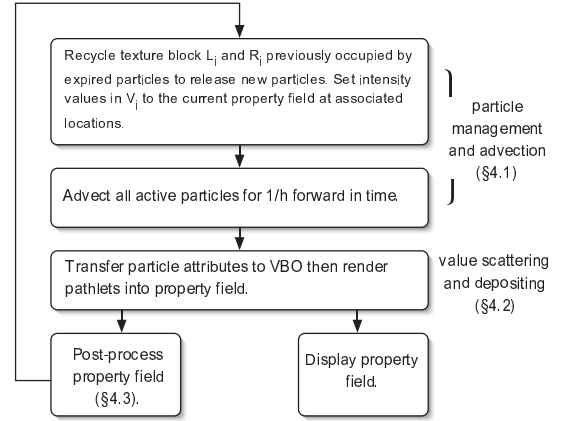 Recycle texture block Li and Ri previously occupied by
expired particles to release new particles. Set intensity
values in Vi to the current property field at associated
locations.
particle
management
and advection
(§4.1)
Advect all active particles for 1/h forward in time.
Transfer particle attributes to VBO then render
pathlets into property field.
value scattering
and depositing
(§4.2)
Post-process
property field
(§4.3).
Display property
field.